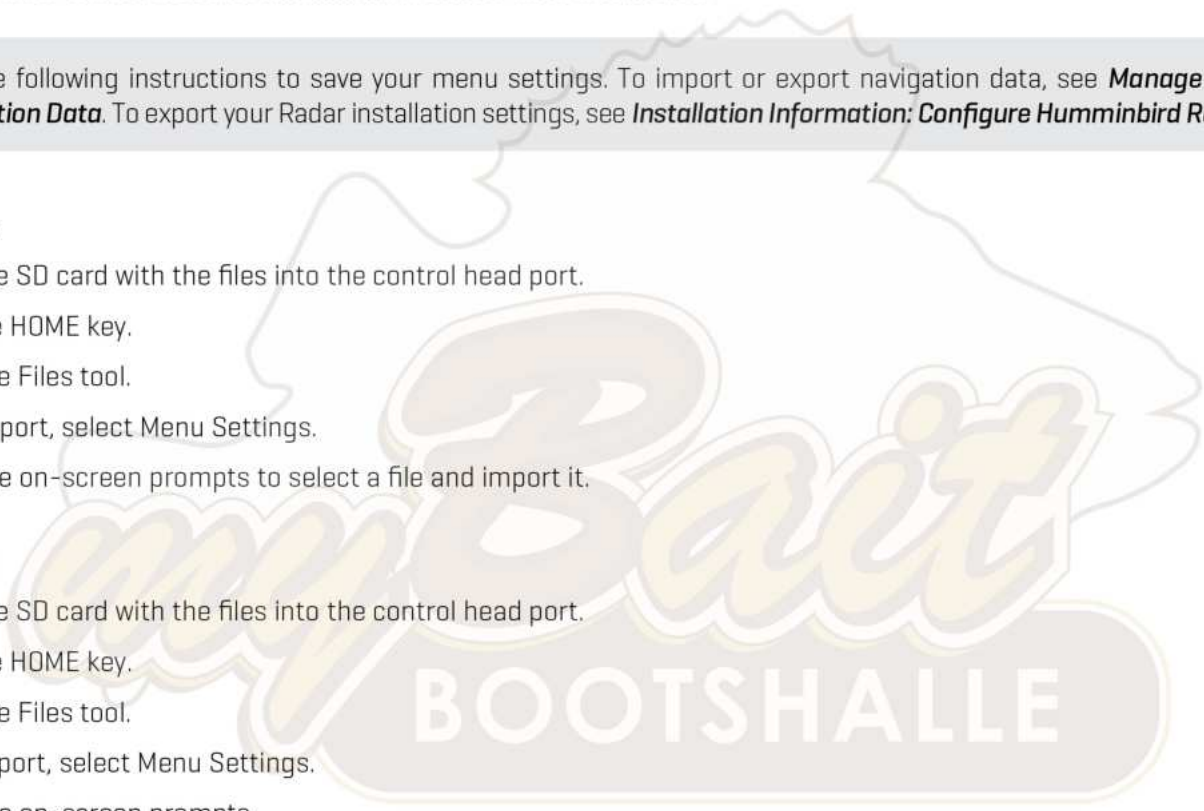 e following instructions to save your menu settings. To import or export navigation data, see Manage
tion Data. To export your Radar installation settings, see Installation Information: Configure Humminbird R
e SD card with the files into the control head port.
e HOME key.
e Files tool.
port, select Menu Settings.
e on-screen prompts to select a file and import it.
e SD card with the files into the control head port.
e HOME key.
e Files tool.
port, select Menu Settings.
e on-screen prompts
myBait
BOOTSHALLE